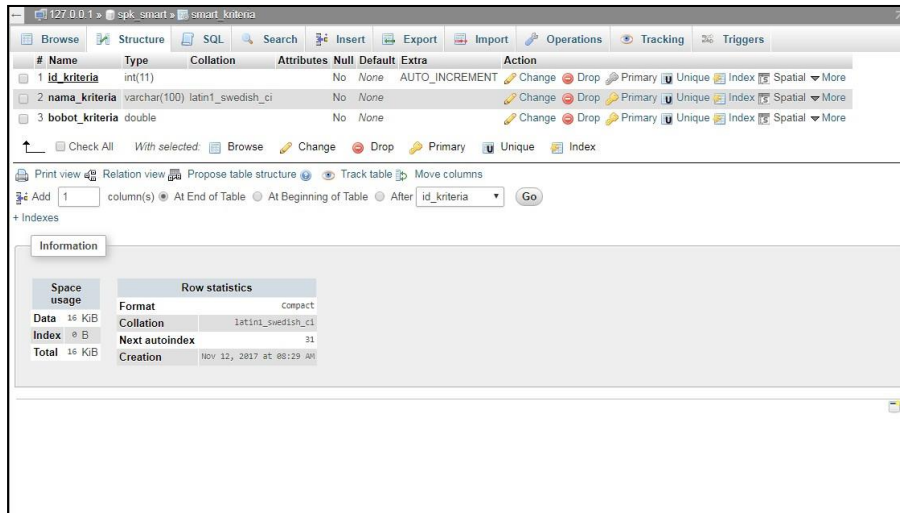 127.0.0.1 » spk_smart » smart_kriteria
Browse Structure SQL Search Insert Export Import Operations Tracking Triggers
# Name Type Collation Attributes Null Default Extra Action
1 id_kriteria int(11) No None AUTO_INCREMENT Change Drop Primary Unique Index Spatial More
2 nama_kriteria varchar(100) latin1_swedish_ci No None Change Drop Primary Unique Index Spatial More
3 bobot_kriteria double No None Change Drop Primary Unique Index Spatial More
Check All With selected: Browse Change Drop Primary Unique Index
Print view Relation view Propose table structure Track table Move columns
Add 1 column(s) At End of Table At Beginning of Table After id_kriteria Go
+ Indexes
Information
Space usage
Data 16 KiB
Index 0 B
Total 16 KiB
Row statistics
Format Compact
Collation latin1_swedish_ci
Next autoindex 31
Creation Nov 12, 2017 at 08:29 AM